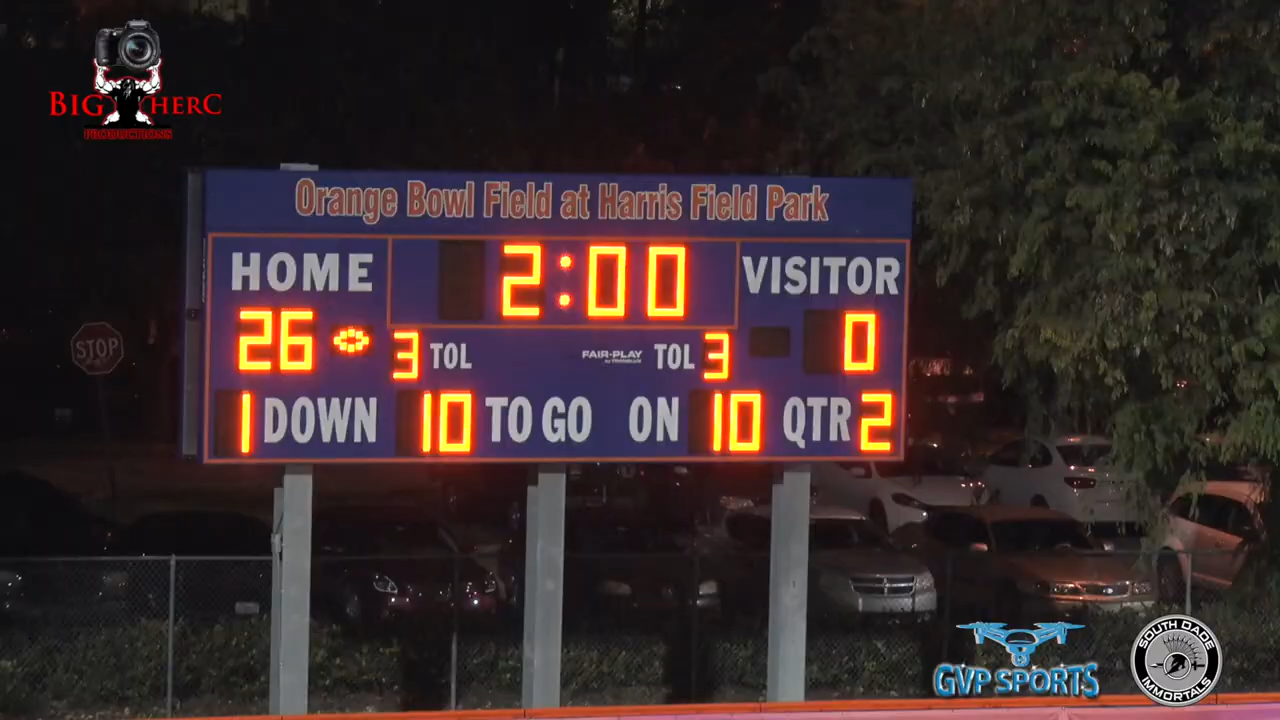 BIG HERC
PRODUCTIONS
Orange Bowl Field at Harris Field Park
HOME 2:00 VISITOR
26 3 TOL FAIR-PLAY TOL 3 0
1 DOWN 10 TO GO ON 10 QTR 2
STOP
GVP SPORTS
SOUTH DADE
IMMORTALS